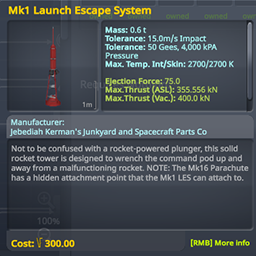 Mk1 Launch Escape System
Mass: 0.6 t
Tolerance: 15.0m/s Impact
Tolerance: 50 Gees, 4,000 kPA
Pressure
Max. Temp. Int/Skin: 2700/2700 K
Ejection Force: 75.0
Max.Thrust (ASL): 355.556 kN
Max.Thrust (Vac.): 400.0 kN
1m
Manufacturer:
Jebediah Kerman's Junkyard and Spacecraft Parts Co
Not to be confused with a rocket-powered plunger, this solid
rocket tower is designed to wrench the command pod up and
away from a malfunctioning rocket. NOTE: The Mk16 Parachute
has a hidden attachment point that the Mk1 LES can attach to.
100%
Cost: 300.00
[RMB] More info